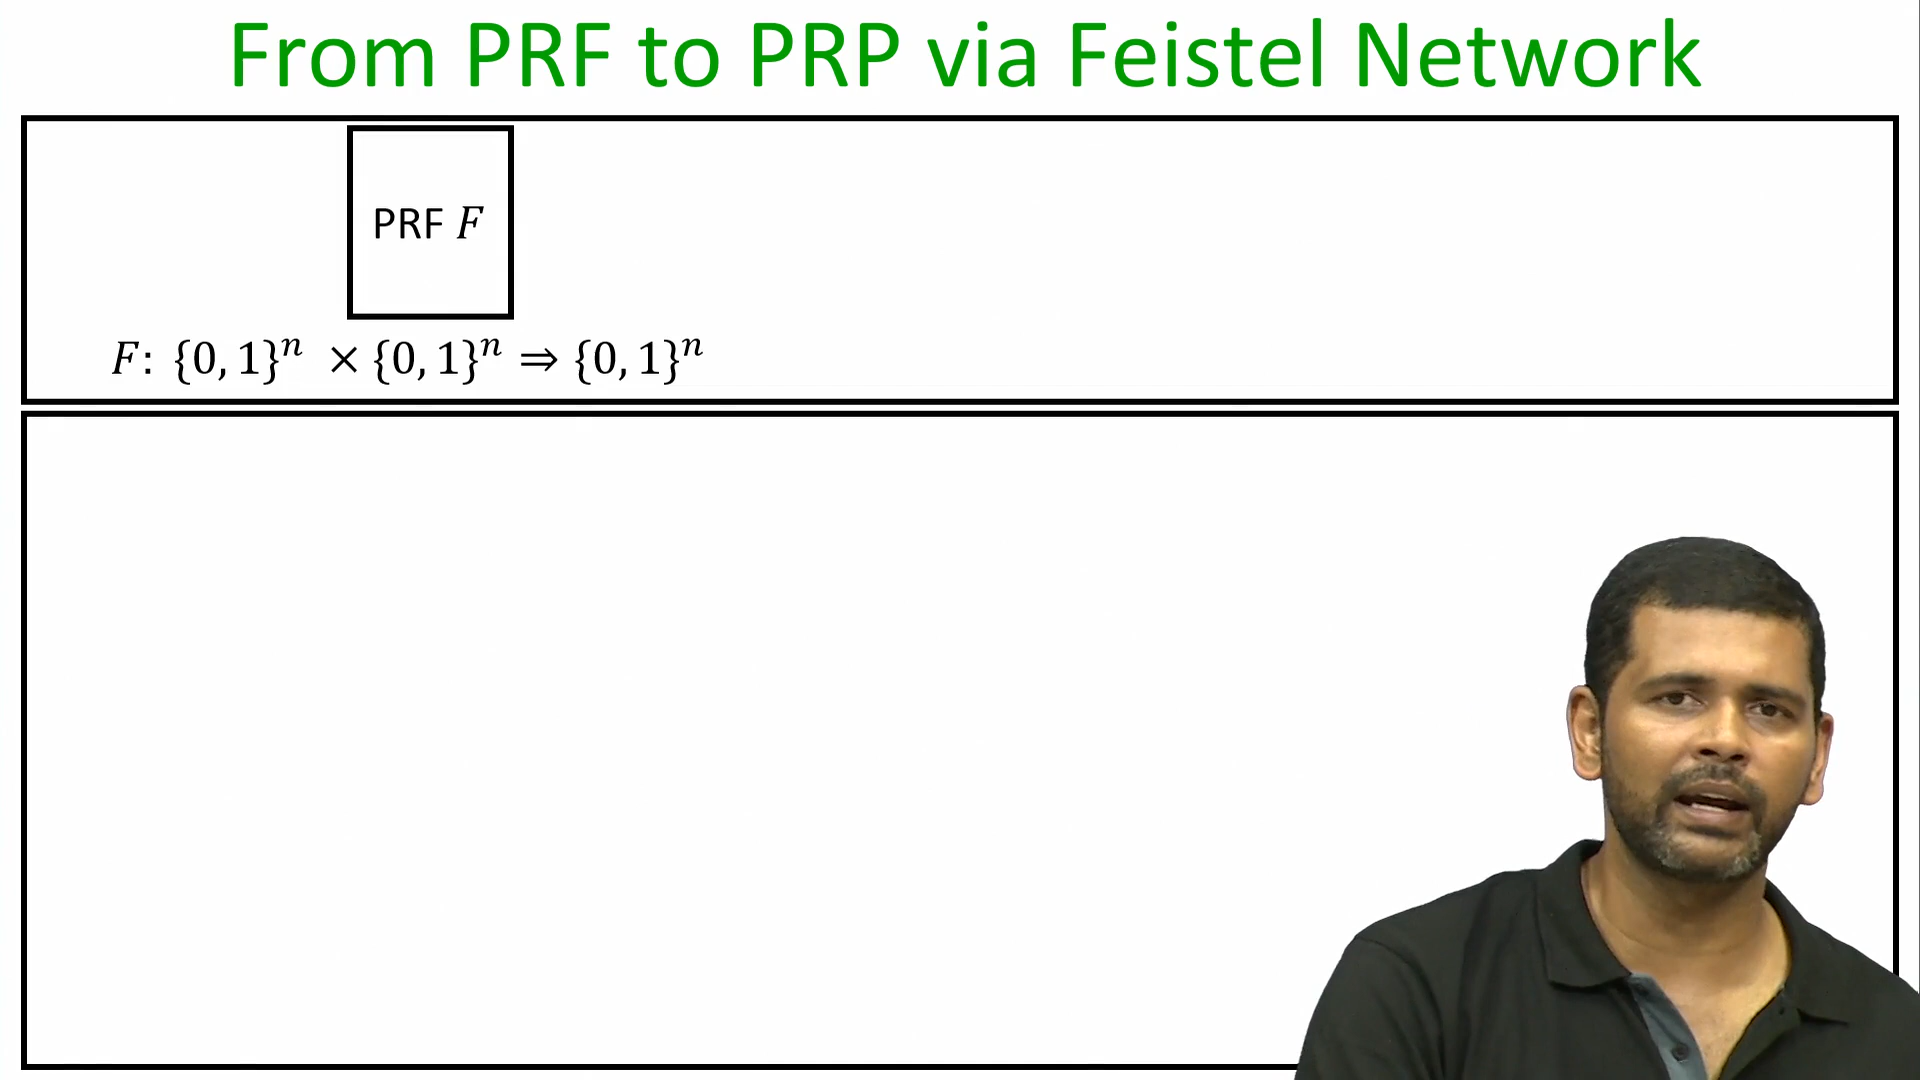 From PRF to PRP via Feistel Network
PRF F
F: {0, 1}ⁿ × {0, 1}ⁿ ⇒ {0, 1}ⁿ